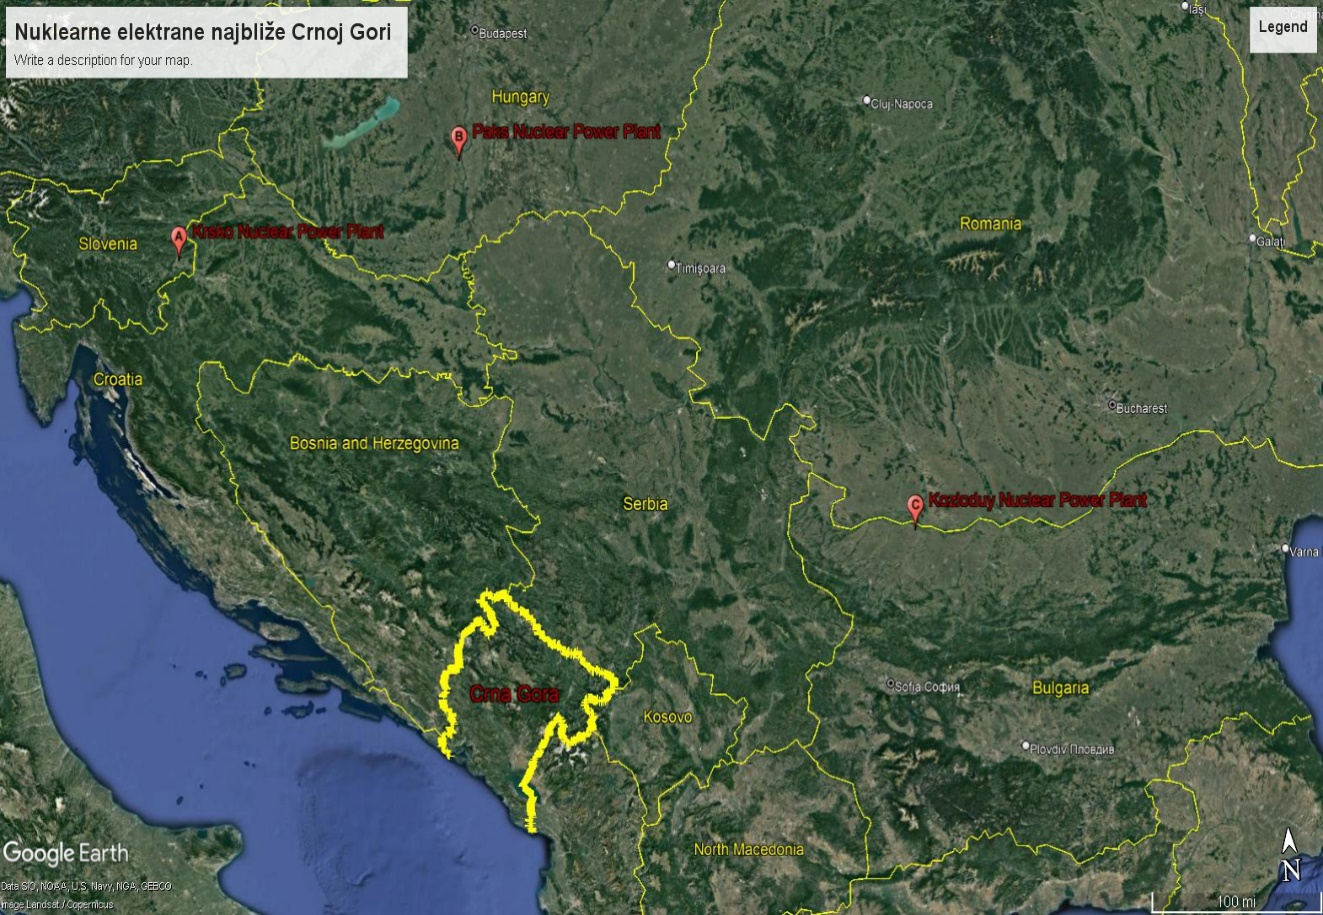 Nuklearne elektrane najbliže Crnoj Gori
Write a description for your map.
Legend
Iași
Budapest
Hungary
Cluj-Napoca
B
Paks Nuclear Power Plant
Romania
A
Krsko Nuclear Power Plant
Slovenia
Galați
Timișoara
Croatia
Bucharest
Bosnia and Herzegovina
Serbia
C
Kozloduy Nuclear Power Plant
Varna
Crna Gora
Sofia София
Bulgaria
Kosovo
Plovdiv Пловдив
North Macedonia
Google Earth
N
Data SIO, NOAA, U.S. Navy, NGA, GEBCO
Image Landsat / Copernicus
100 mi